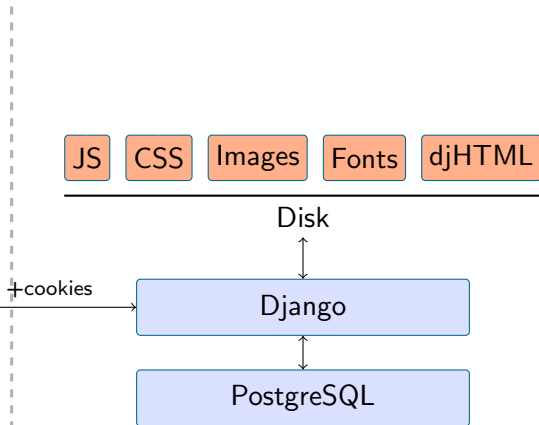 JS CSS Images Fonts djHTML
Disk
+cookies
Django
PostgreSQL